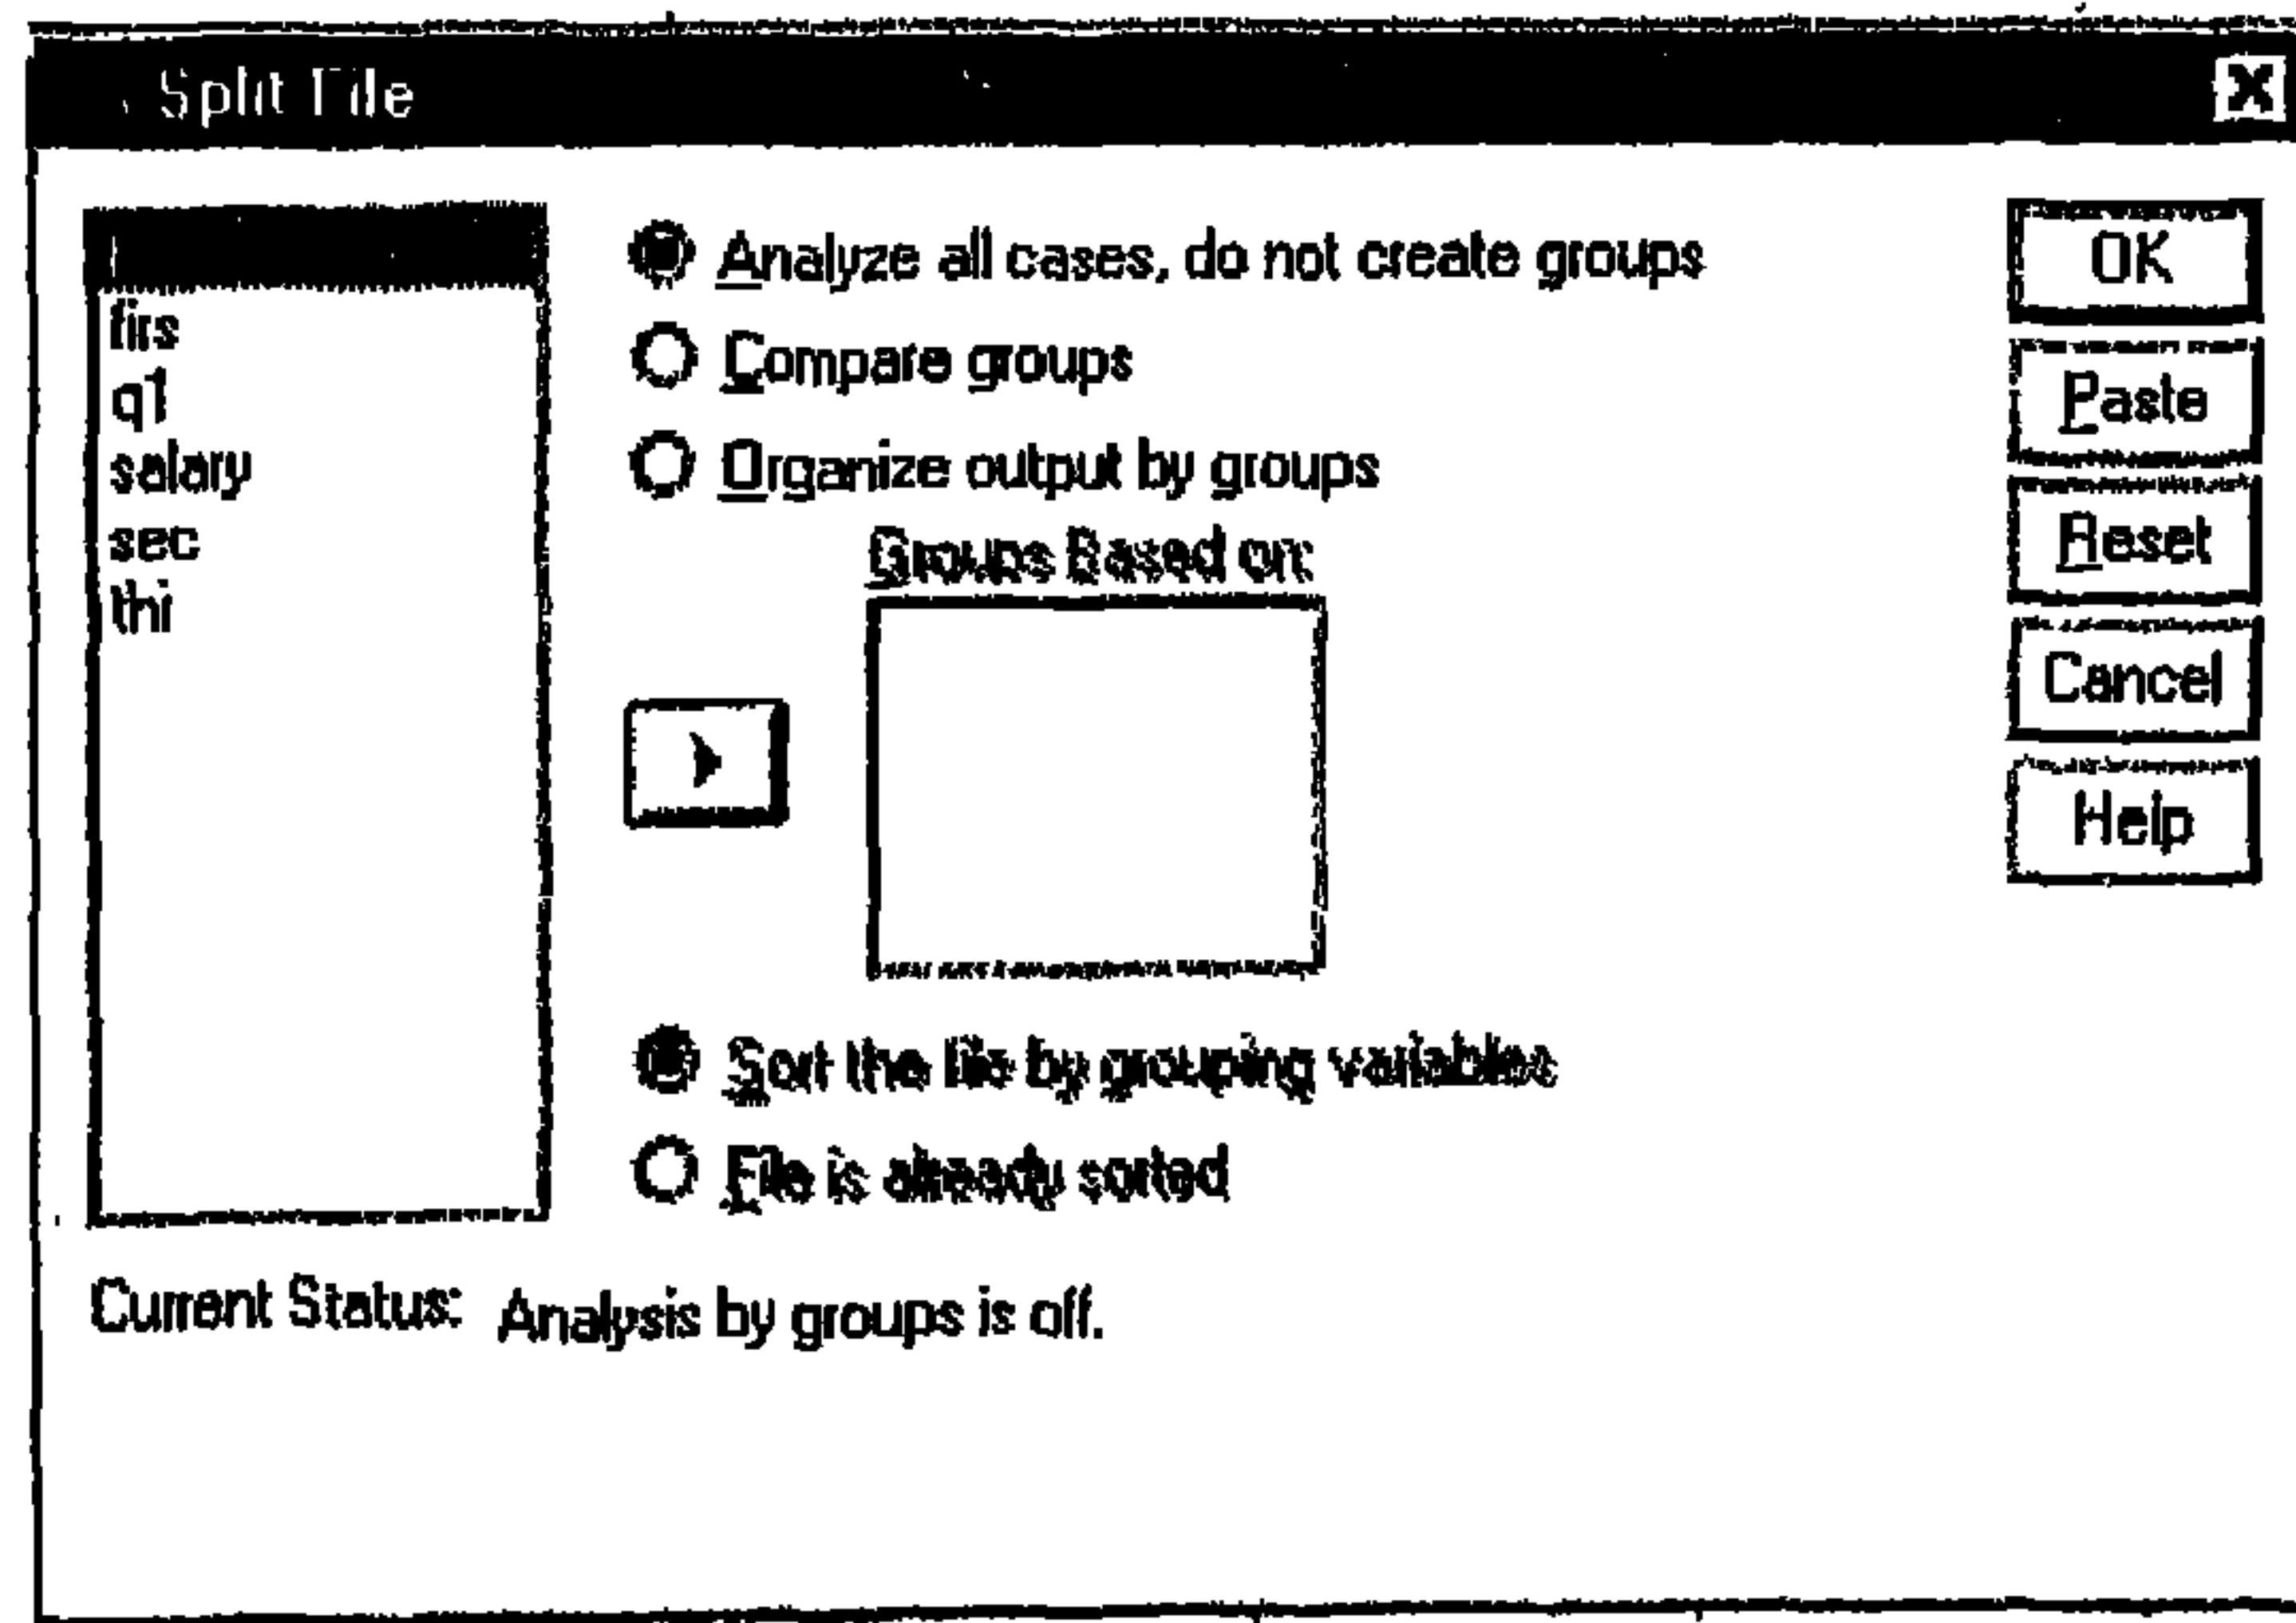 Split File
firs
q1
salary
sec
thi
Analyze all cases, do not create groups
Compare groups
Organize output by groups
Groups Based on:
Sort the file by grouping variables
File is already sorted
OK
Paste
Reset
Cancel
Help
Current Status: Analysis by groups is off.